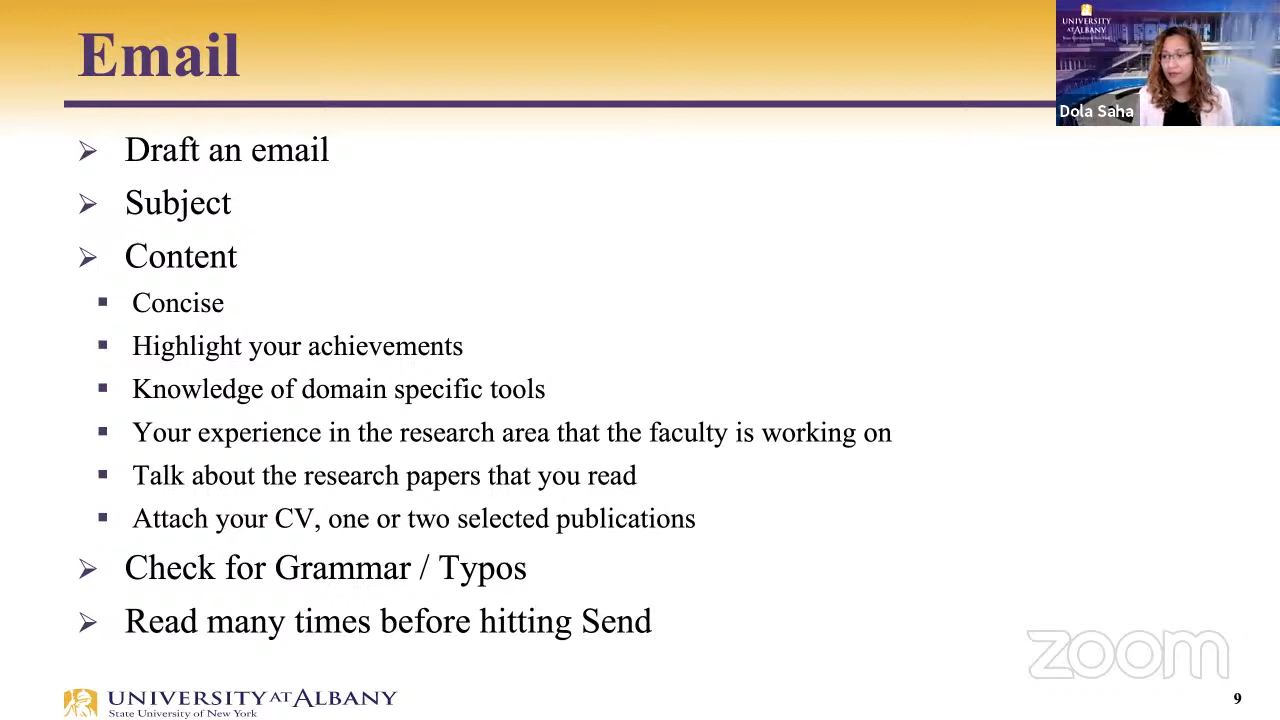 Email
UNIVERSITY
AT ALBANY
Dola Saha
Draft an email
Subject
Content
Concise
Highlight your achievements
Knowledge of domain specific tools
Your experience in the research area that the faculty is working on
Talk about the research papers that you read
Attach your CV, one or two selected publications
Check for Grammar / Typos
Read many times before hitting Send
zoom
UNIVERSITY AT ALBANY
State University of New York
9